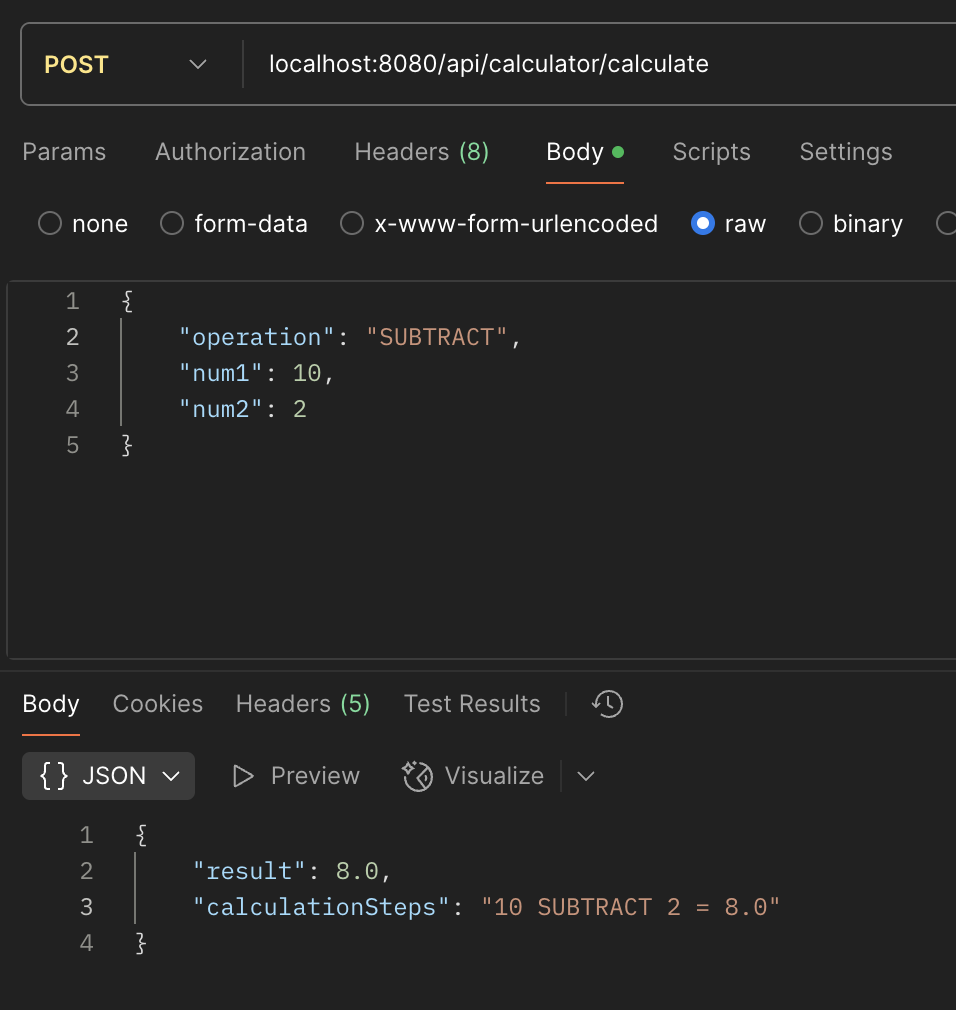 POST localhost:8080/api/calculator/calculate
Params Authorization Headers (8) Body Scripts Settings
none form-data x-www-form-urlencoded raw binary
1 {
2 "operation": "SUBTRACT",
3 "num1": 10,
4 "num2": 2
5 }
Body Cookies Headers (5) Test Results
{ } JSON Preview Visualize
1 {
2 "result": 8.0,
3 "calculationSteps": "10 SUBTRACT 2 = 8.0"
4 }